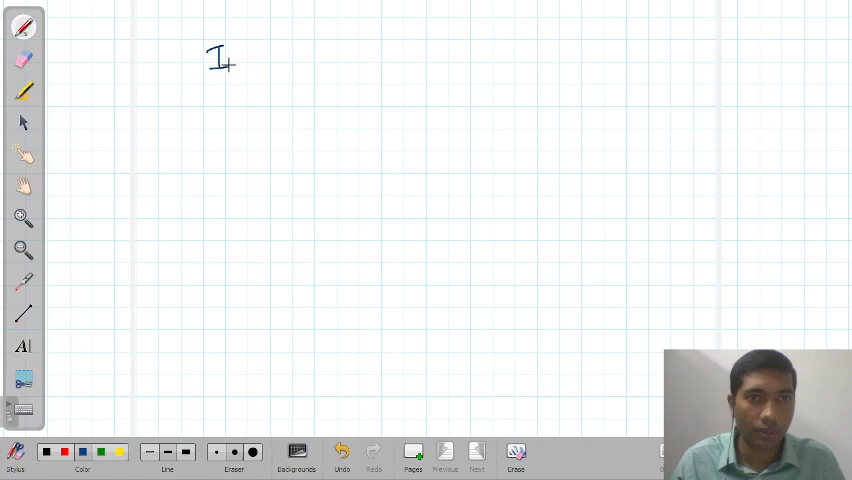 I
A
Stylus
Color
Line
Eraser
Backgrounds
Undo
Redo
Pages
Previous
Next
Erase